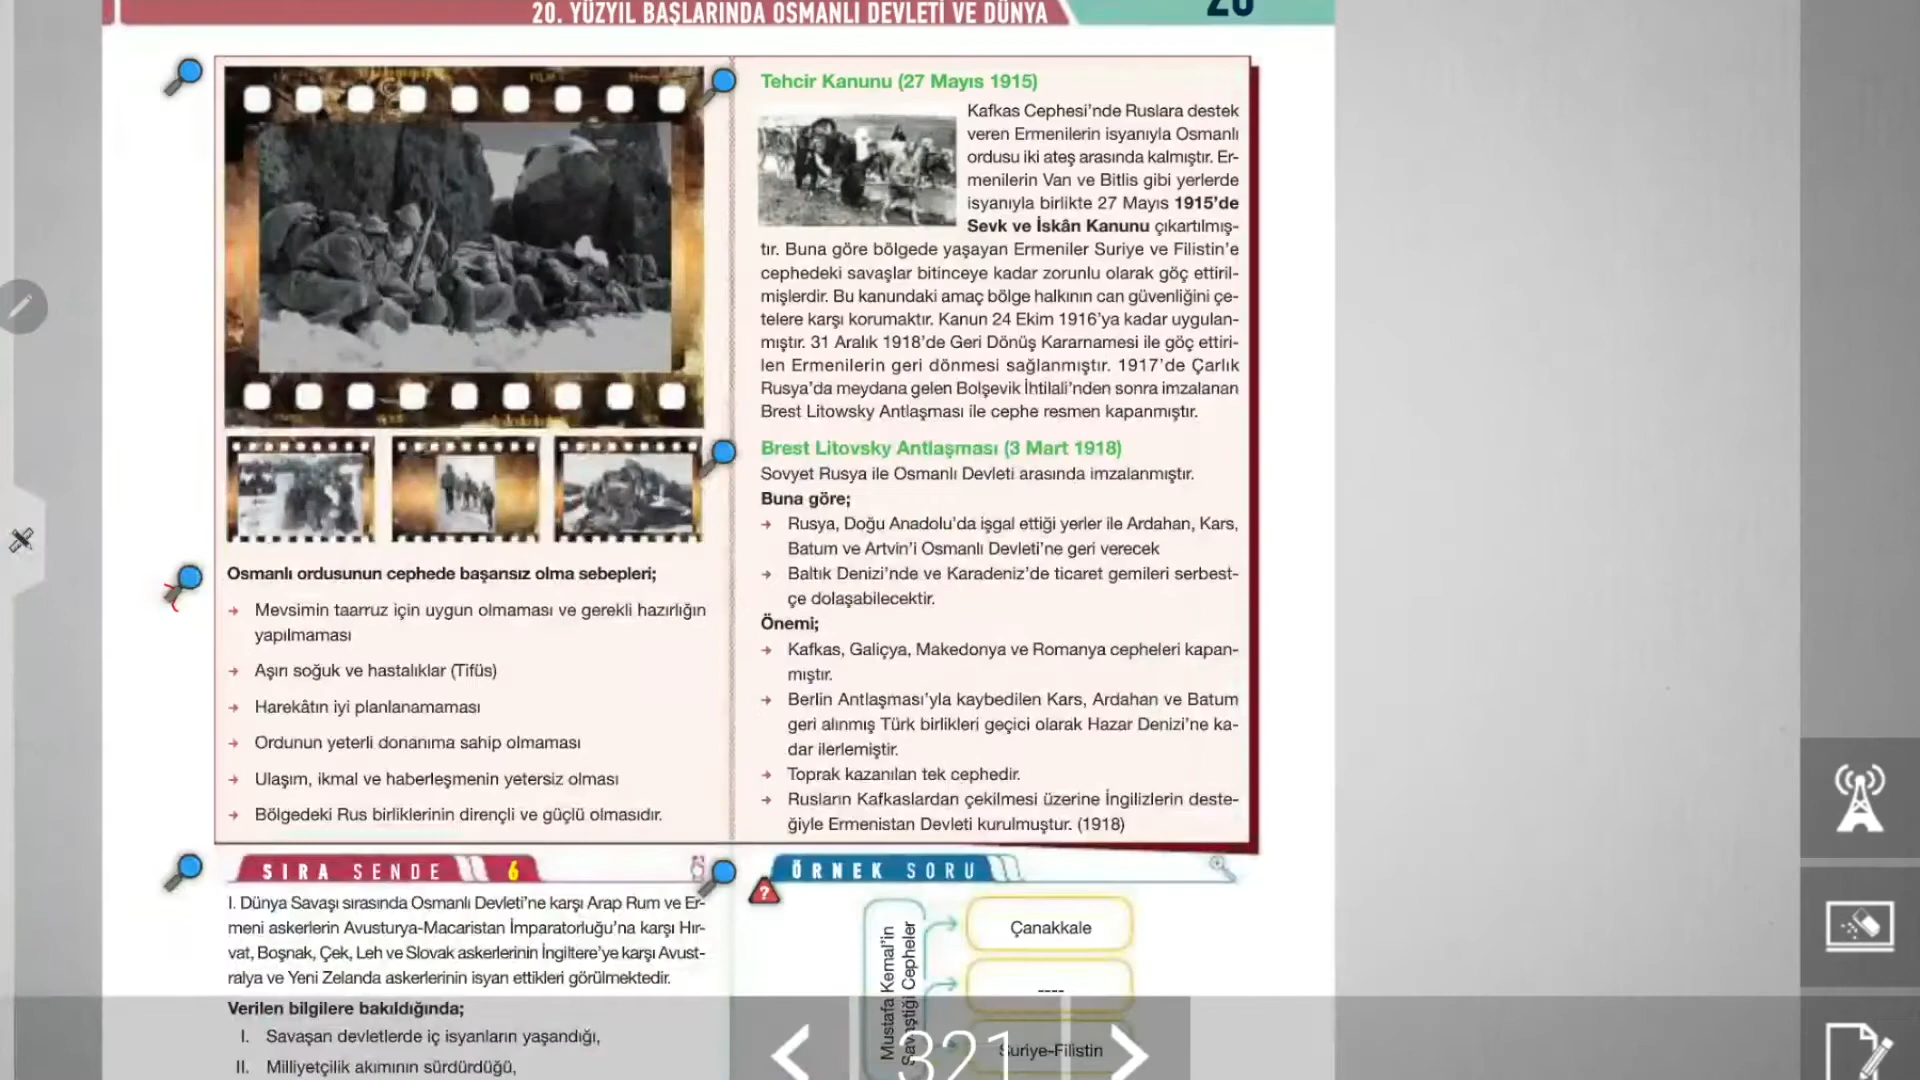 20. YÜZYIL BAŞLARINDA OSMANLI DEVLETİ VE DÜNYA
Tehcir Kanunu (27 Mayıs 1915)
Kafkas Cephesi’nde Ruslara destek
veren Ermenilerin isyanıyla Osmanlı
ordusu iki ateş arasında kalmıştır. Er-
menilerin Van ve Bitlis gibi yerlerde
isyanıyla birlikte 27 Mayıs 1915’de
Sevk ve İskân Kanunu çıkartılmış-
tır. Buna göre bölgede yaşayan Ermeniler Suriye ve Filistin’e
cephedeki savaşlar bitinceye kadar zorunlu olarak göç ettiril-
mişlerdir. Bu kanundaki amaç bölge halkının can güvenliğini çe-
telere karşı korumaktır. Kanun 24 Ekim 1916’ya kadar uygulan-
mıştır. 31 Aralık 1918’de Geri Dönüş Kararnamesi ile göç ettiri-
len Ermenilerin geri dönmesi sağlanmıştır. 1917’de Çarlık
Rusya’da meydana gelen Bolşevik İhtilali’nden sonra imzalanan
Brest Litowsky Antlaşması ile cephe resmen kapanmıştır.
Brest Litovsky Antlaşması (3 Mart 1918)
Sovyet Rusya ile Osmanlı Devleti arasında imzalanmıştır.
Buna göre;
→ Rusya, Doğu Anadolu’da işgal ettiği yerler ile Ardahan, Kars,
Batum ve Artvin’i Osmanlı Devleti’ne geri verecek
→ Baltık Denizi’nde ve Karadeniz’de ticaret gemileri serbest-
çe dolaşabilecektir.
Önemi;
→ Kafkas, Galiçya, Makedonya ve Romanya cepheleri kapan-
mıştır.
→ Berlin Antlaşması’yla kaybedilen Kars, Ardahan ve Batum
geri alınmış Türk birlikleri geçici olarak Hazar Denizi’ne ka-
dar ilerlemiştir.
→ Toprak kazanılan tek cephedir.
→ Rusların Kafkaslardan çekilmesi üzerine İngilizlerin deste-
ğiyle Ermenistan Devleti kurulmuştur. (1918)
Osmanlı ordusunun cephede başarısız olma sebepleri;
→ Mevsimin taarruz için uygun olmaması ve gerekli hazırlığın
yapılmaması
→ Aşırı soğuk ve hastalıklar (Tifüs)
→ Harekâtın iyi planlanamaması
→ Ordunun yeterli donanıma sahip olmaması
→ Ulaşım, ikmal ve haberleşmenin yetersiz olması
→ Bölgedeki Rus birliklerinin dirençli ve güçlü olmasıdır.
SIRA SENDE 6
I. Dünya Savaşı sırasında Osmanlı Devleti’ne karşı Arap Rum ve Er-
meni askerlerin Avusturya-Macaristan İmparatorluğu’na karşı Hır-
vat, Boşnak, Çek, Leh ve Slovak askerlerinin İngiltere’ye karşı Avust-
ralya ve Yeni Zelanda askerlerinin isyan ettikleri görülmektedir.
Verilen bilgilere bakıldığında;
I. Savaşan devletlerde iç isyanların yaşandığı,
II. Milliyetçilik akımının sürdürdüğü,
ÖRNEK SORU
Mustafa Kemal’in
Savaştığı Cepheler
Çanakkale
----
Suriye-Filistin
321